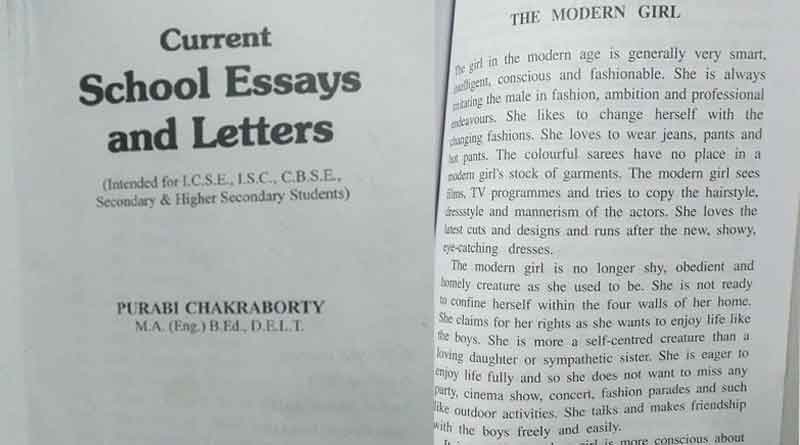 Current
School Essays
and Letters
(Intended for I.C.S.E., I.S.C., C.B.S.E.,
Secondary & Higher Secondary Students)
PURABI CHAKRABORTY
M.A. (Eng.) B.Ed., D.E.L.T.
THE MODERN GIRL
The girl in the modern age is generally very smart,
intelligent, conscious and fashionable. She is always
imitating the male in fashion, ambition and professional
endeavours. She likes to change herself with the
changing fashions. She loves to wear jeans, pants and
hot pants. The colourful sarees have no place in a
modern girl's stock of garments. The modern girl sees
films, TV programmes and tries to copy the hairstyle,
dressstyle and mannerism of the actors. She loves the
latest cuts and designs and runs after the new, showy,
eye-catching dresses.
The modern girl is no longer shy, obedient and
homely creature as she used to be. She is not ready
to confine herself within the four walls of her home.
She claims for her rights as she wants to enjoy life like
the boys. She is more a self-centred creature than a
loving daughter or sympathetic sister. She is eager to
enjoy life fully and so she does not want to miss any
party, cinema show, concert, fashion parades and such
like outdoor activities. She talks and makes friendship
with the boys freely and easily.
girl is more conscious about